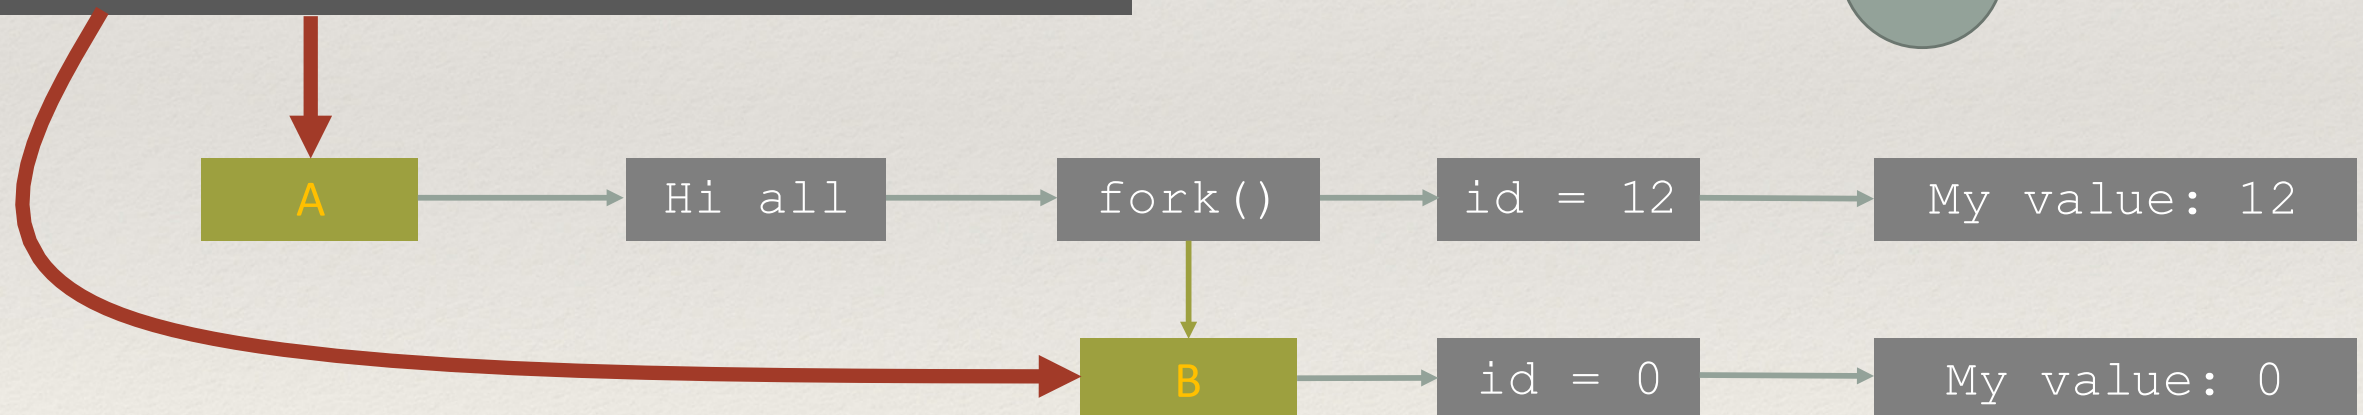 A
Hi all
fork()
id = 12
My value: 12
B
id = 0
My value: 0